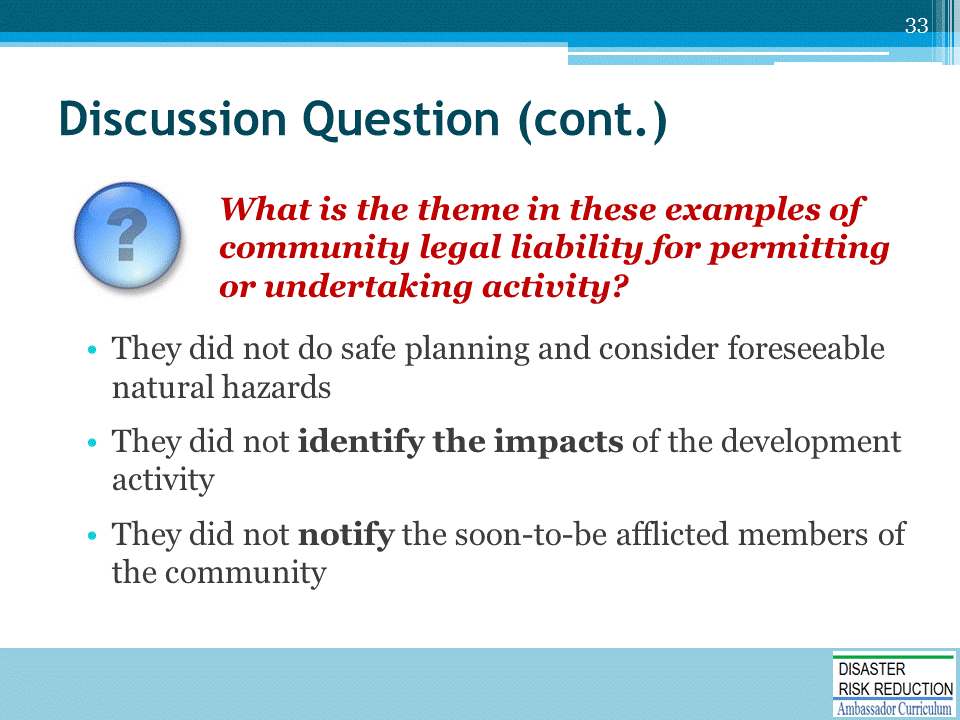 33
Discussion Question (cont.)
?
What is the theme in these examples of
community legal liability for permitting
or undertaking activity?
• They did not do safe planning and consider foreseeable
natural hazards
• They did not identify the impacts of the development
activity
• They did not notify the soon-to-be afflicted members of
the community
DISASTER
RISK REDUCTION
Ambassador Curriculum